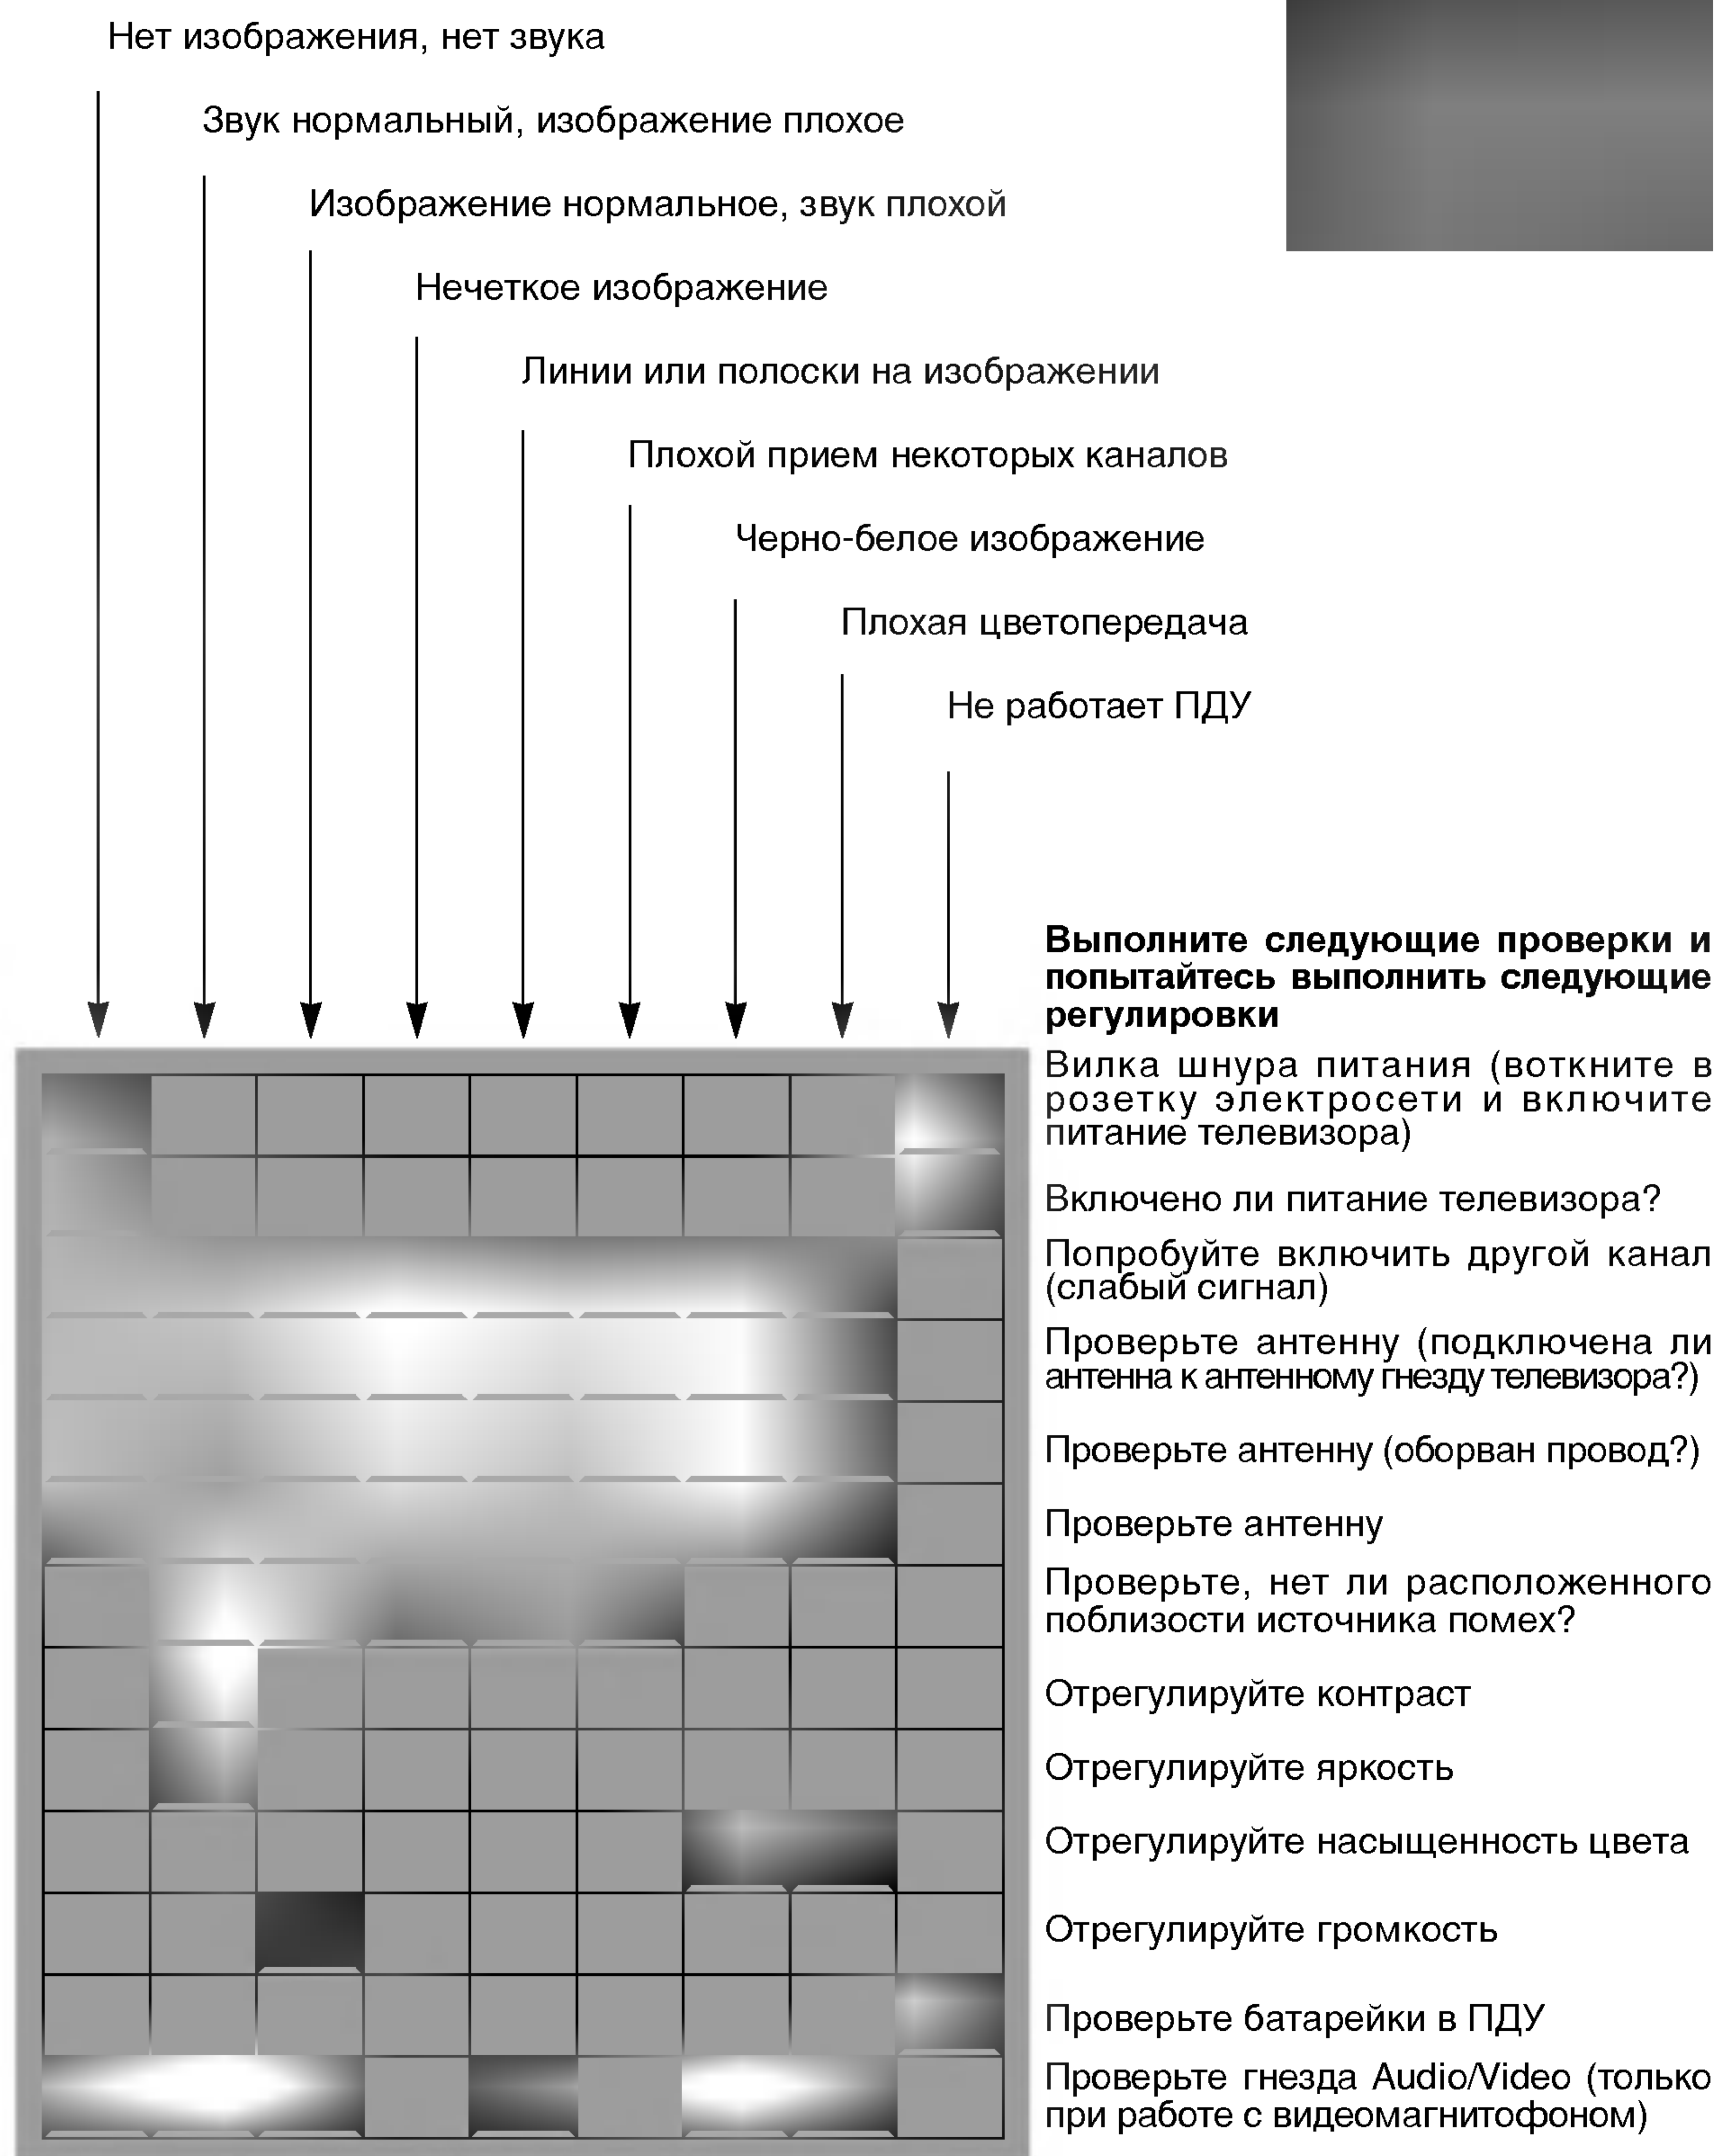 Нет изображения, нет звука
Звук нормальный, изображение плохое
Изображение нормальное, звук плохой
Нечеткое изображение
Линии или полоски на изображении
Плохой прием некоторых каналов
Черно-белое изображение
Плохая цветопередача
Не работает ПДУ
Выполните следующие проверки и
попытайтесь выполнить следующие
регулировки
Вилка шнура питания (воткните в
розетку электросети и включите
питание телевизора)
Включено ли питание телевизора?
Попробуйте включить другой канал
(слабый сигнал)
Проверьте антенну (подключена ли
антенна к антенному гнезду телевизора?)
Проверьте антенну (оборван провод?)
Проверьте антенну
Проверьте, нет ли расположенного
поблизости источника помех?
Отрегулируйте контраст
Отрегулируйте яркость
Отрегулируйте насыщенность цвета
Отрегулируйте громкость
Проверьте батарейки в ПДУ
Проверьте гнезда Audio/Video (только
при работе с видеомагнитофоном)